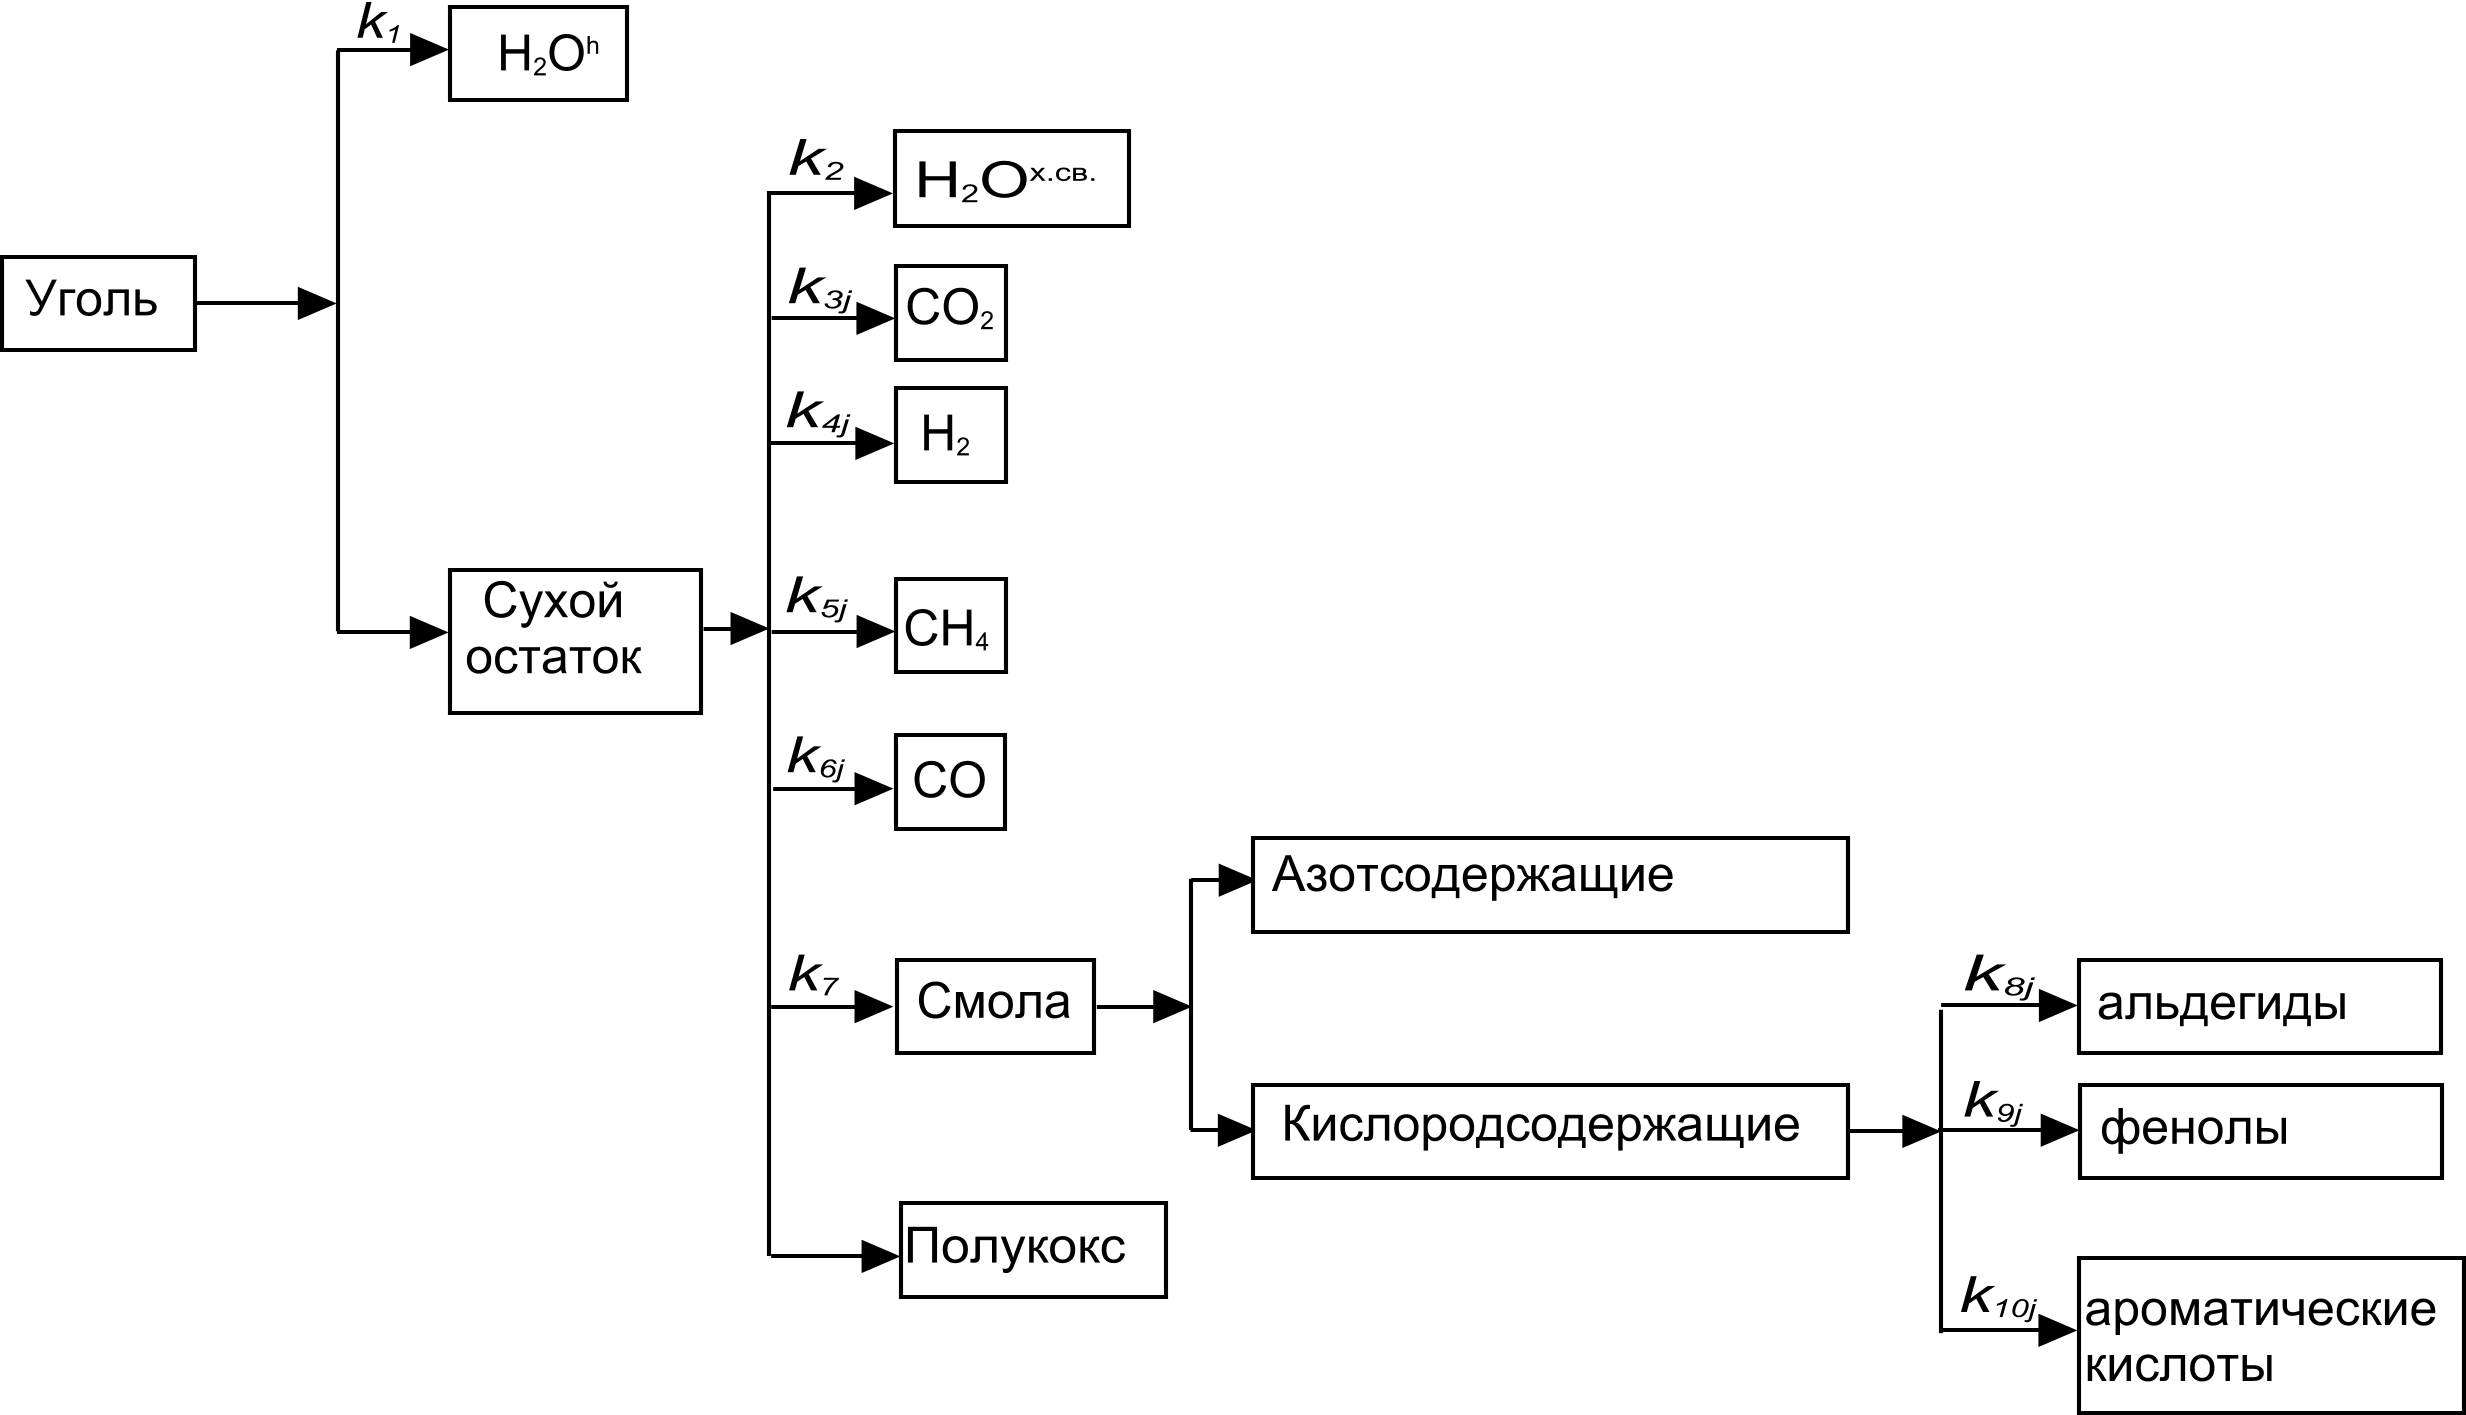 k₁
H₂Oʰ
k₂
H₂Oх.св.
Уголь
k₃j
CO₂
k₄j
H₂
Сухой
остаток
k₅j
CH₄
k₆j
CO
Азотсодержащие
k₇
Смола
k₈j
альдегиды
Кислородсодержащие
k₉j
фенолы
Полукокс
k₁₀j
ароматические
кислоты